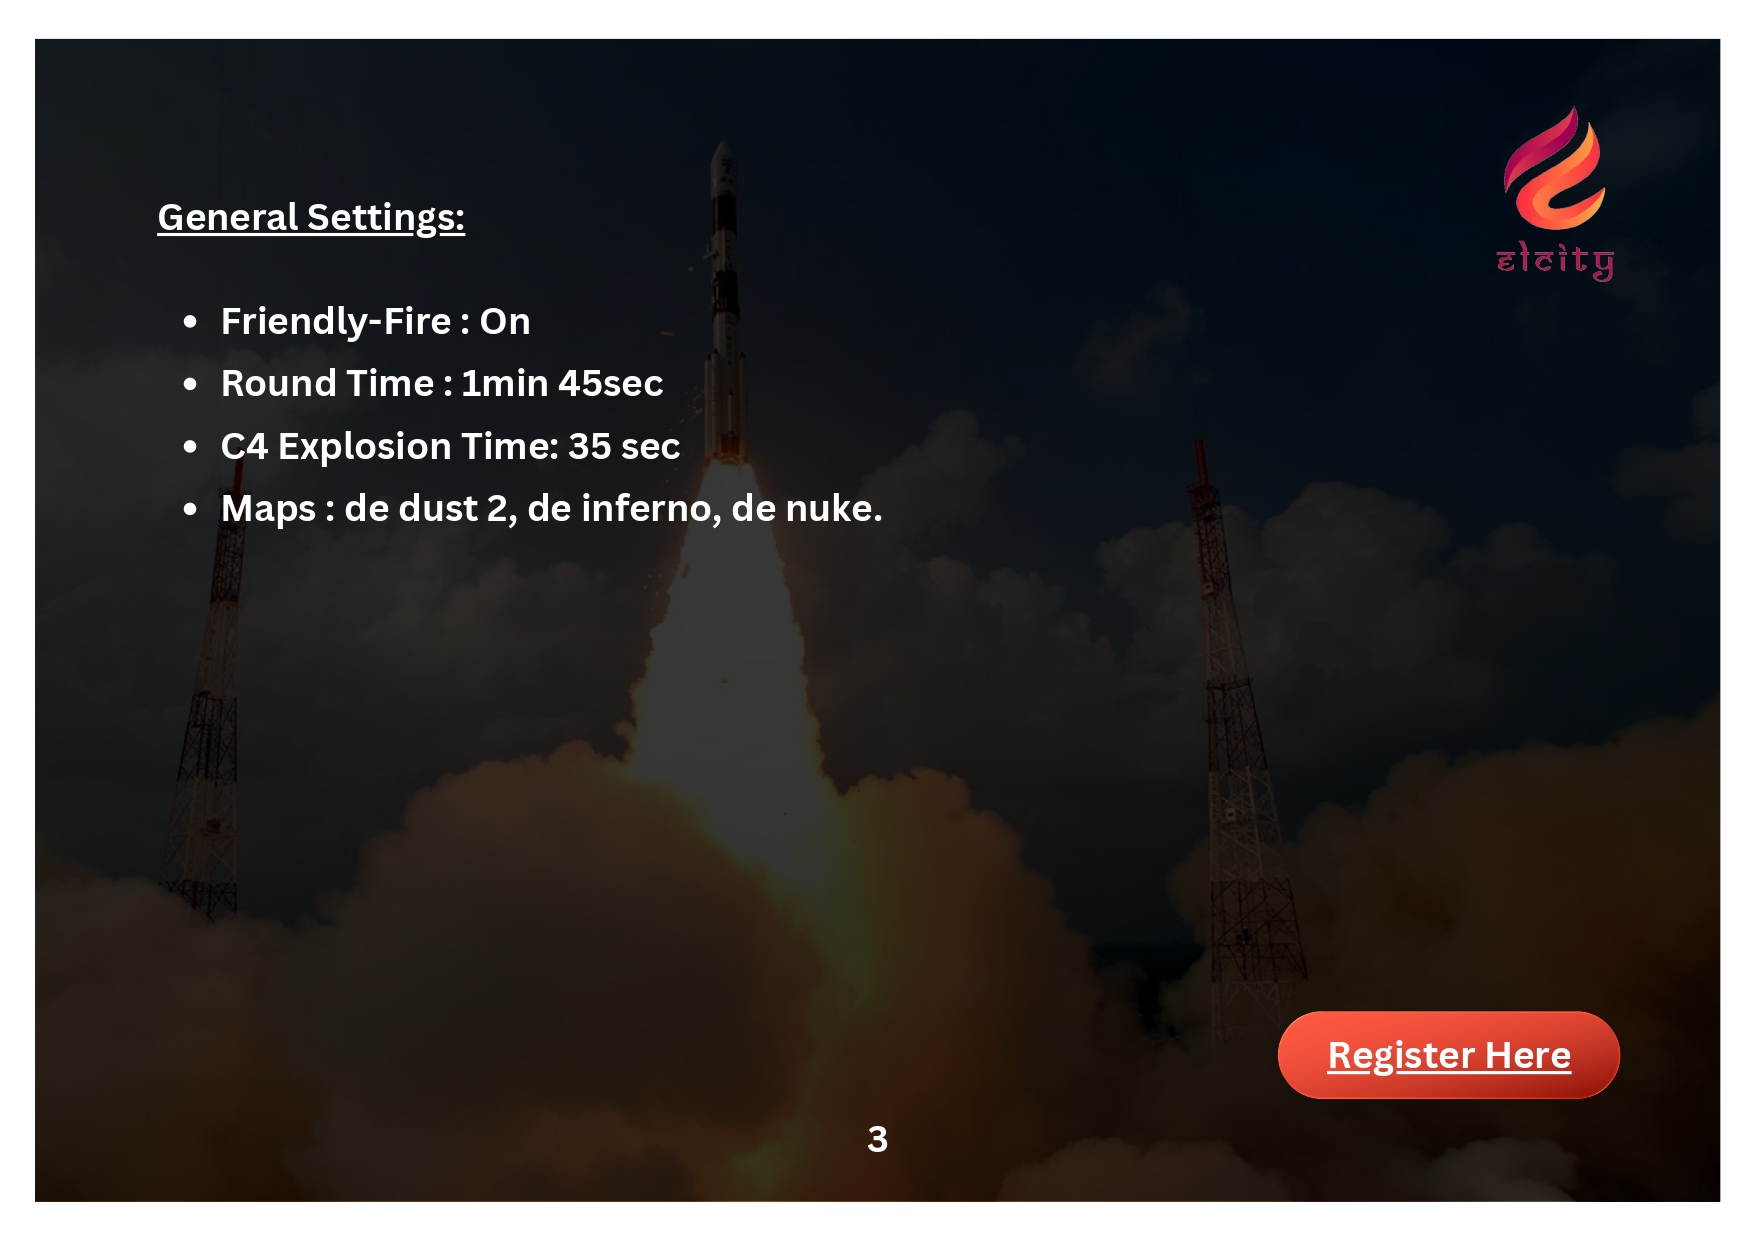 elcity
General Settings:
• Friendly-Fire : On
• Round Time : 1min 45sec
• C4 Explosion Time: 35 sec
• Maps : de dust 2, de inferno, de nuke.
Register Here
3